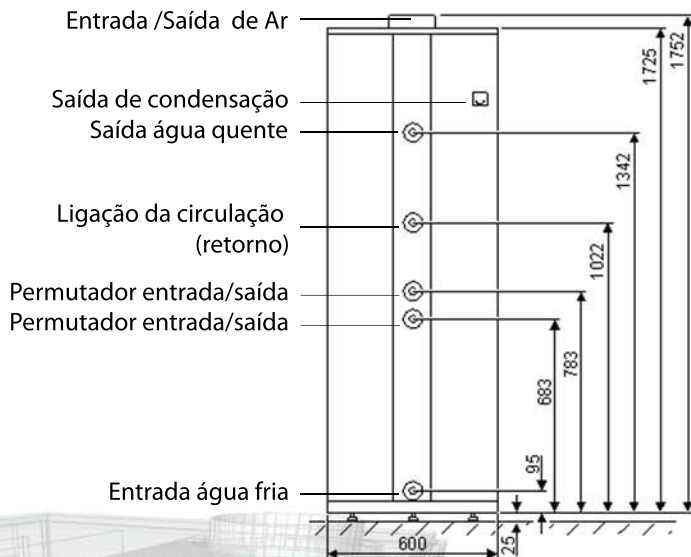 Entrada /Saída de Ar
Saída de condensação
Saída água quente
Ligação da circulação
(retorno)
Permutador entrada/saída
Permutador entrada/saída
Entrada água fria
1752
1725
1342
1022
783
683
95
25
600